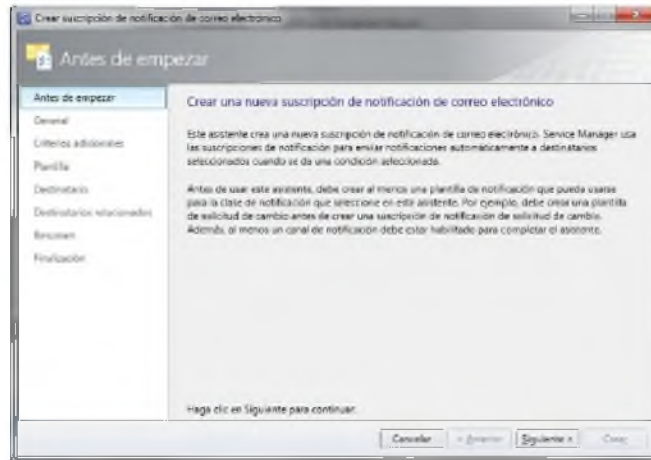 Crear suscripción de notificación de correo electrónico
Antes de empezar
Antes de empezar
General
Criterios adicionales
Plantilla
Destinatario
Destinatarios relacionados
Resumen
Finalización
Crear una nueva suscripción de notificación de correo electrónico
Este asistente crea una nueva suscripción de notificación de correo electrónico. Service Manager usa
las suscripciones de notificación para enviar notificaciones automáticamente a destinatarios
seleccionados cuando se da una condición seleccionada.
Antes de usar este asistente, debe crear al menos una plantilla de notificación que pueda usarse
para la clase de notificación que seleccione en este asistente. Por ejemplo, debe crear una plantilla
de solicitud de cambio antes de crear una suscripción de notificación de solicitud de cambio.
Además, al menos un canal de notificación debe estar habilitado para completar el asistente.
Haga clic en Siguiente para continuar.
Cancelar < Anterior Siguiente > Crear